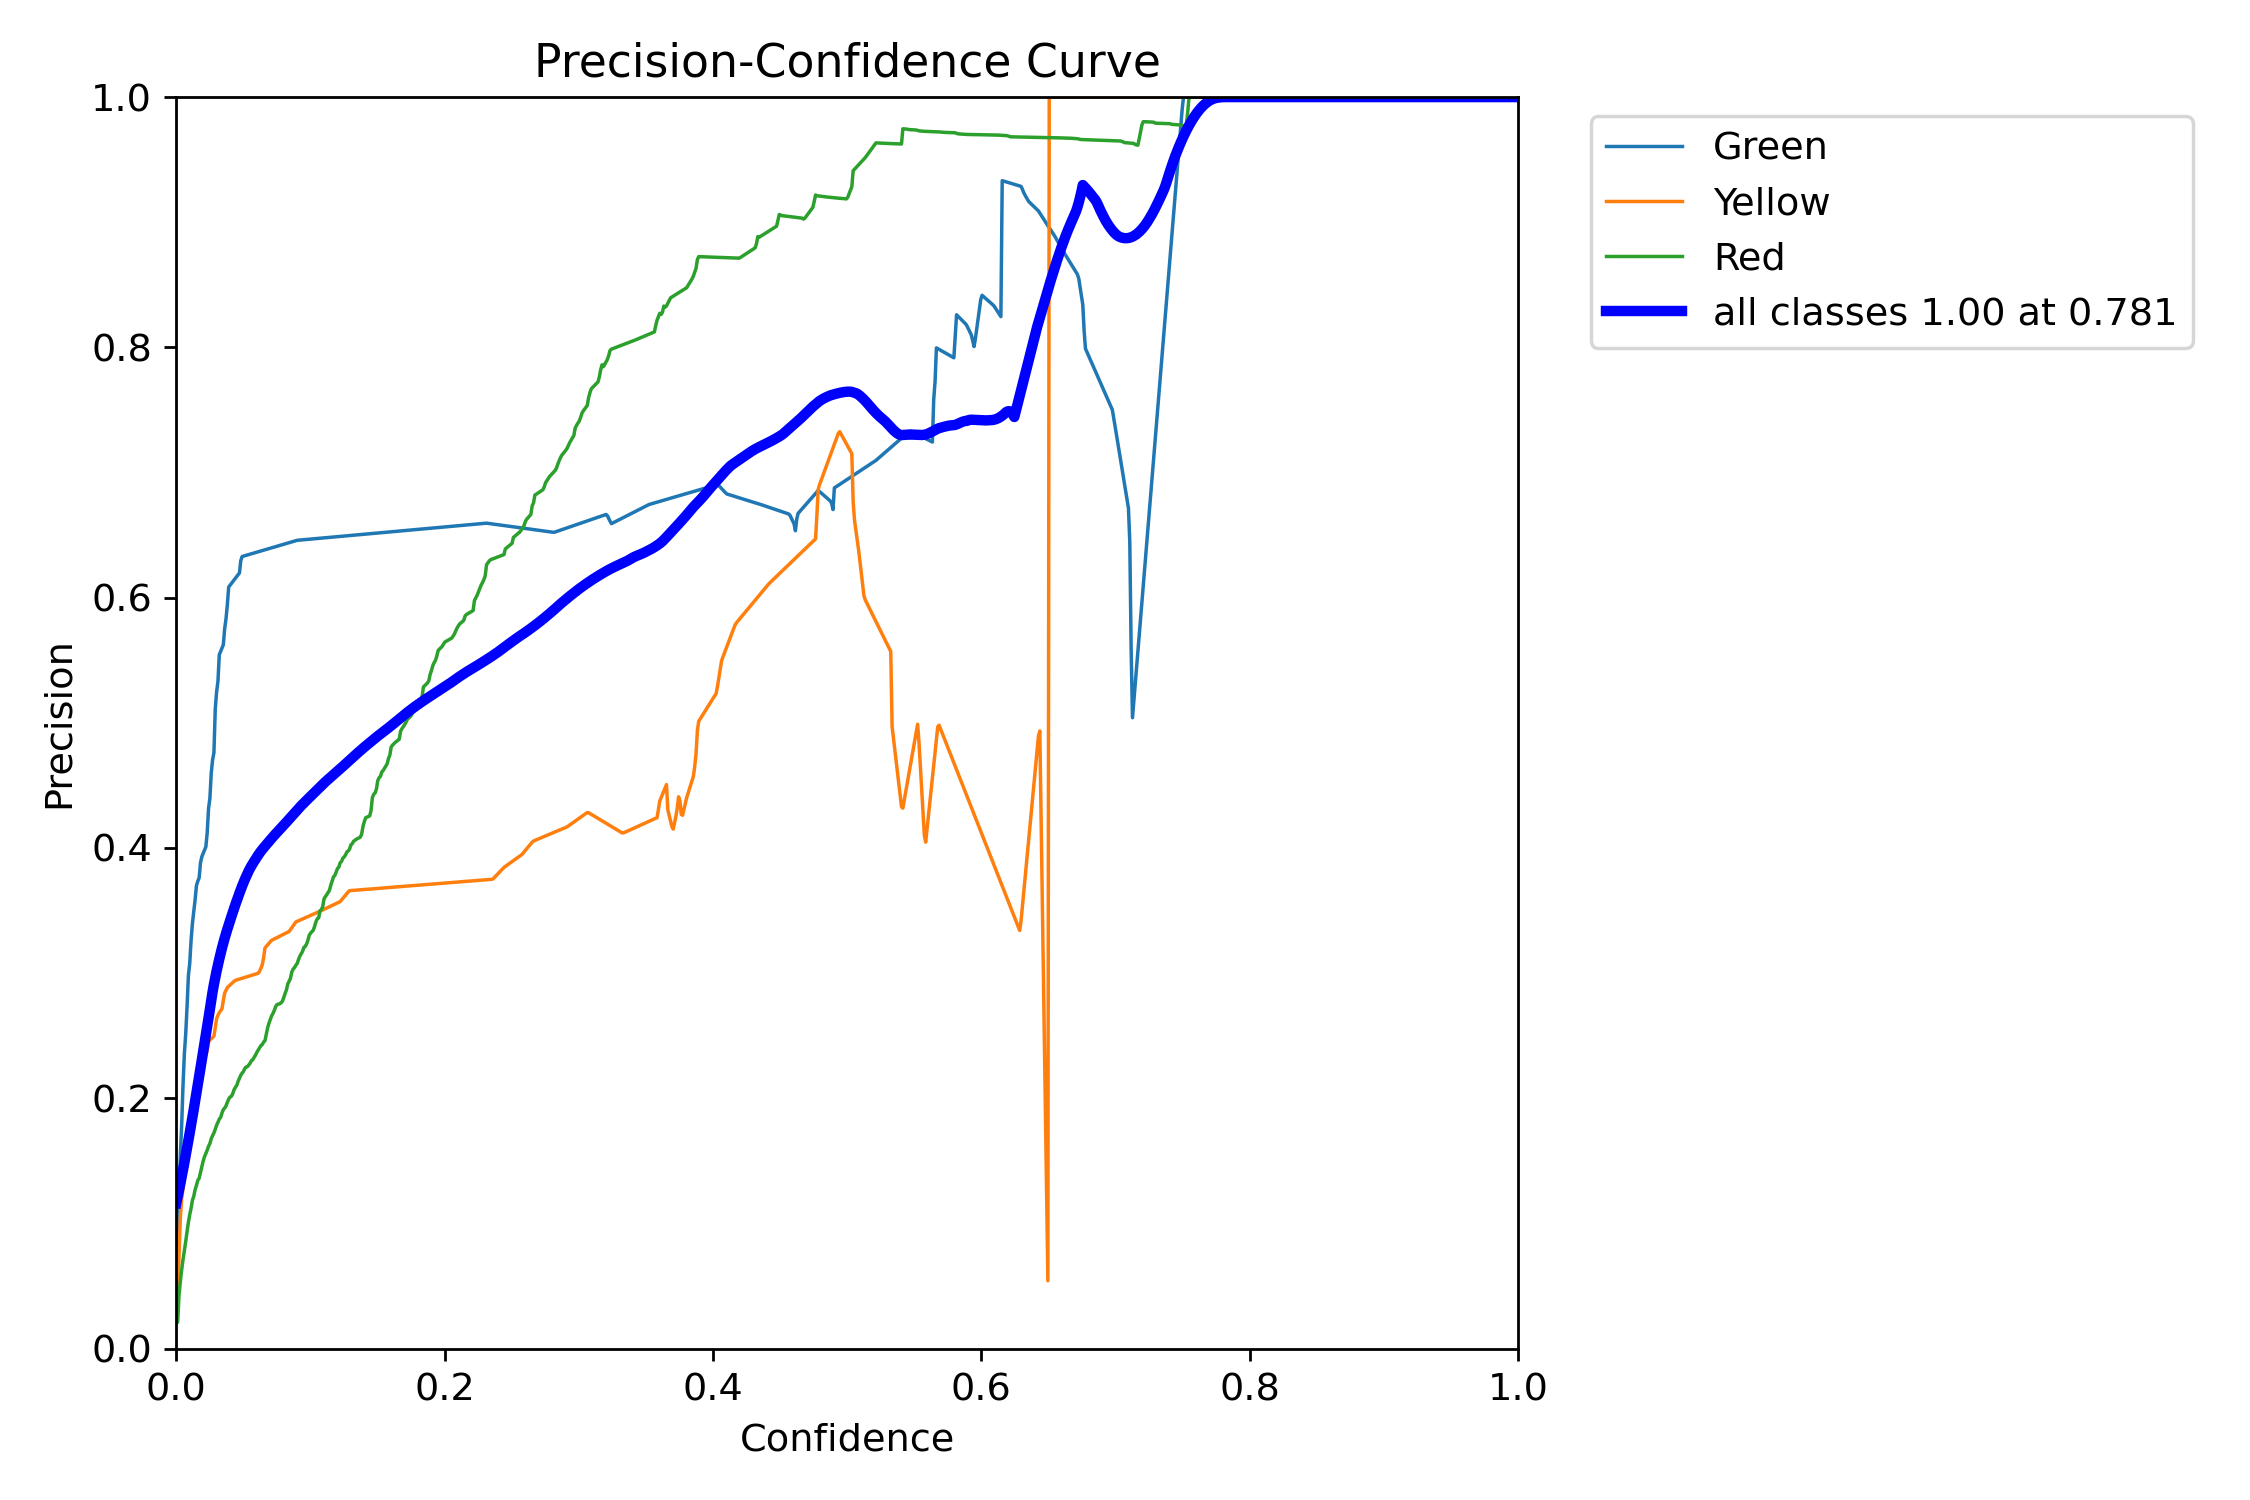 Precision-Confidence Curve
1.0
0.8
0.6
0.4
0.2
0.0
Precision
0.0 0.2 0.4 0.6 0.8 1.0
Confidence
Green
Yellow
Red
all classes 1.00 at 0.781